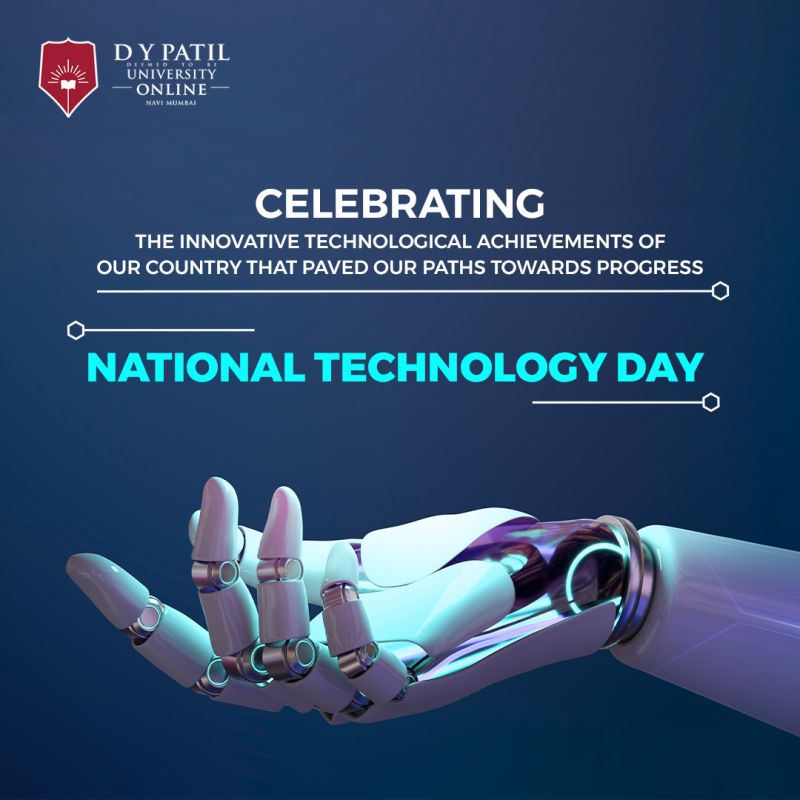 D Y PATIL
DEEMED TO BE
UNIVERSITY
ONLINE
NAVI MUMBAI
CELEBRATING
THE INNOVATIVE TECHNOLOGICAL ACHIEVEMENTS OF
OUR COUNTRY THAT PAVED OUR PATHS TOWARDS PROGRESS
NATIONAL TECHNOLOGY DAY